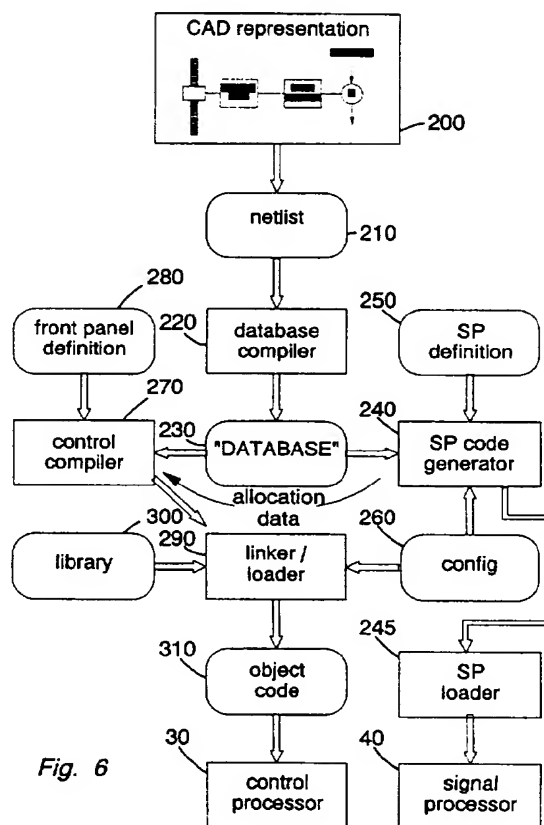 CAD representation
200
netlist
210
280
front panel
definition
220
database
compiler
250
SP
definition
270
control
compiler
230
"DATABASE"
240
SP code
generator
allocation
data
300
library
290
linker /
loader
260
config
310
object
code
245
SP
loader
Fig. 6
30
control
processor
40
signal
processor